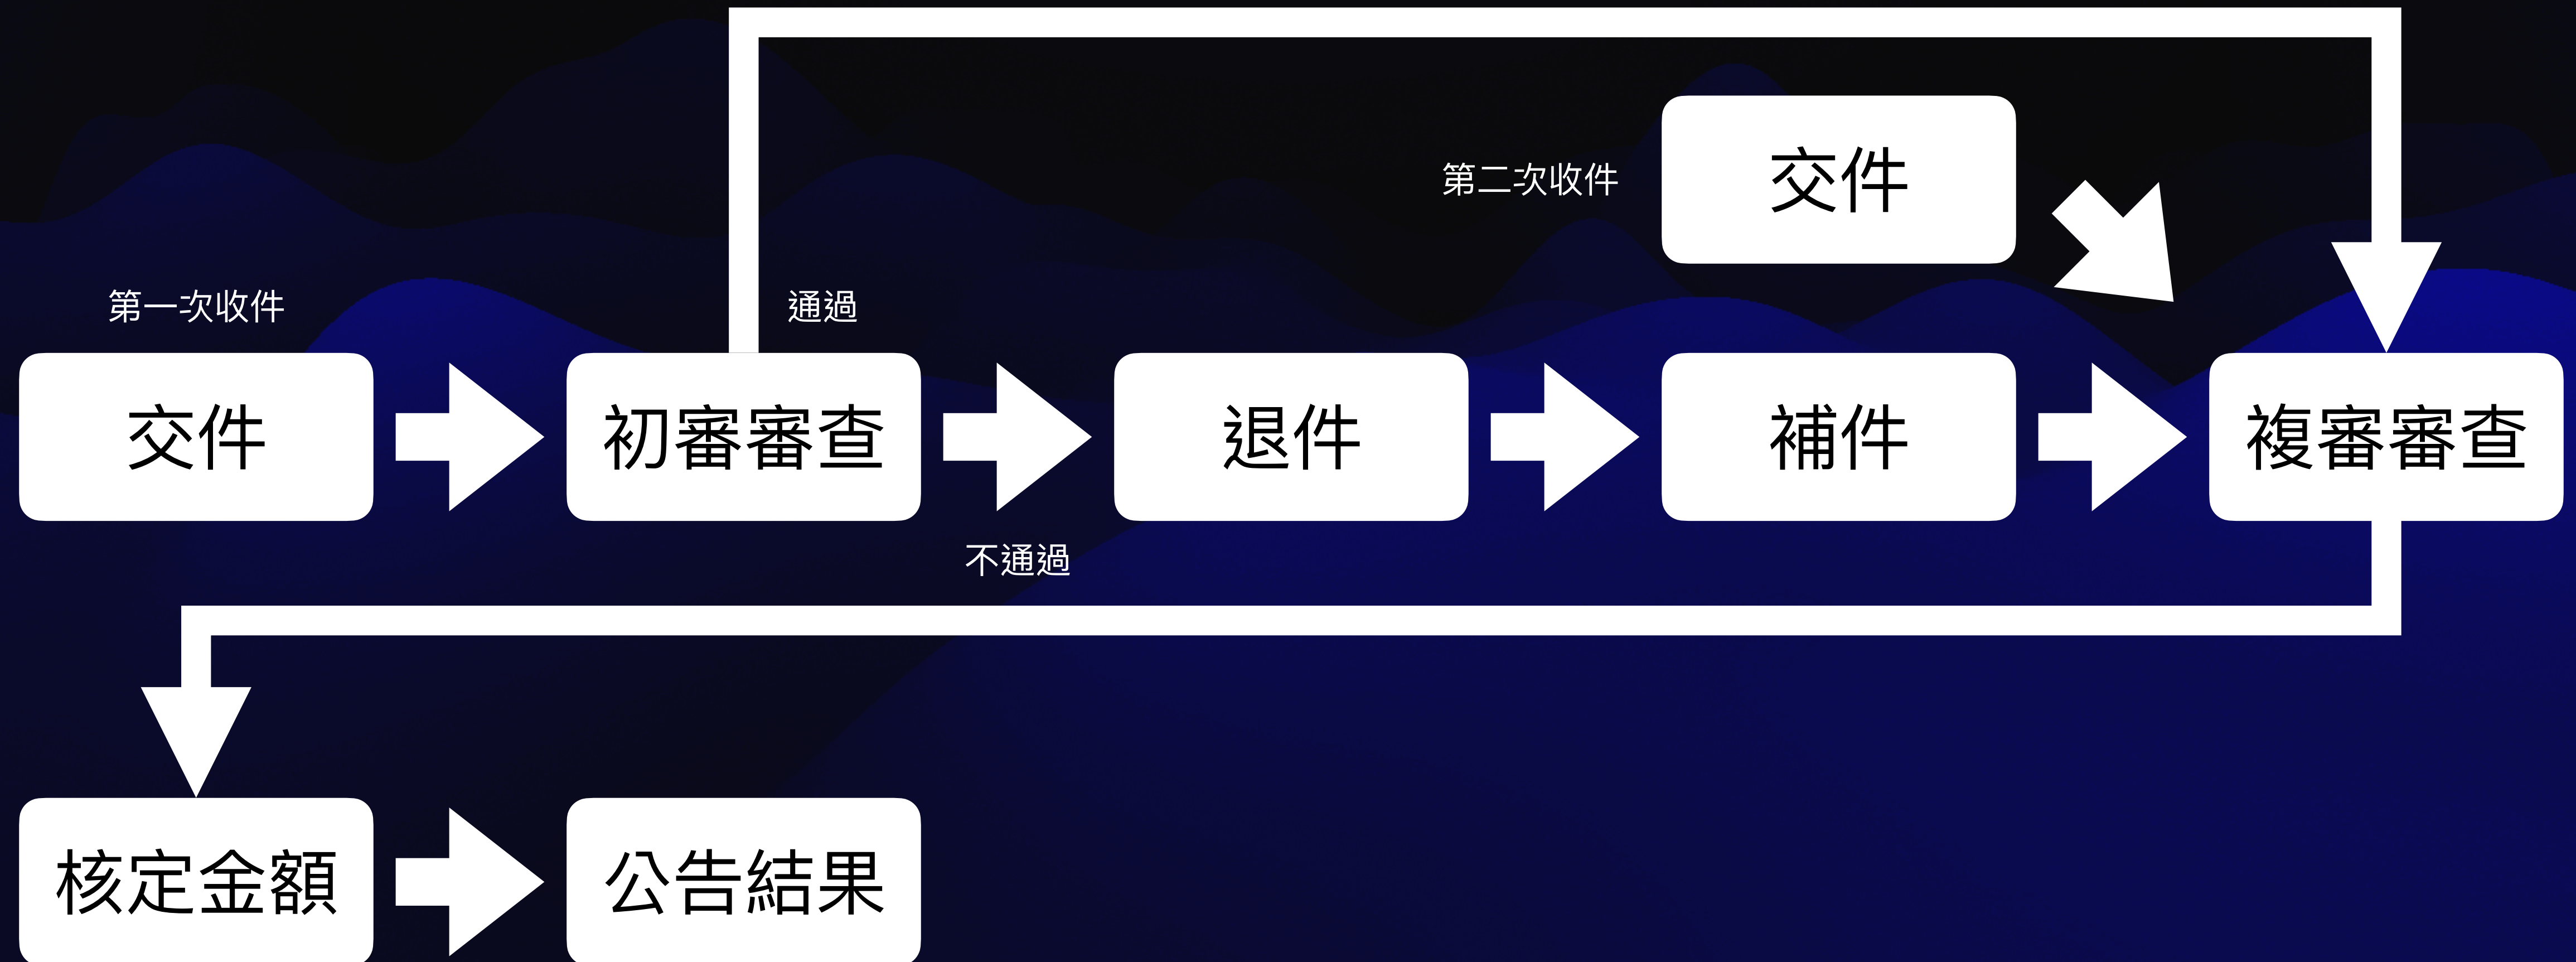 交件
第二次收件
第一次收件
通過
交件
初審審查
退件
補件
複審審查
不通過
核定金額
公告結果